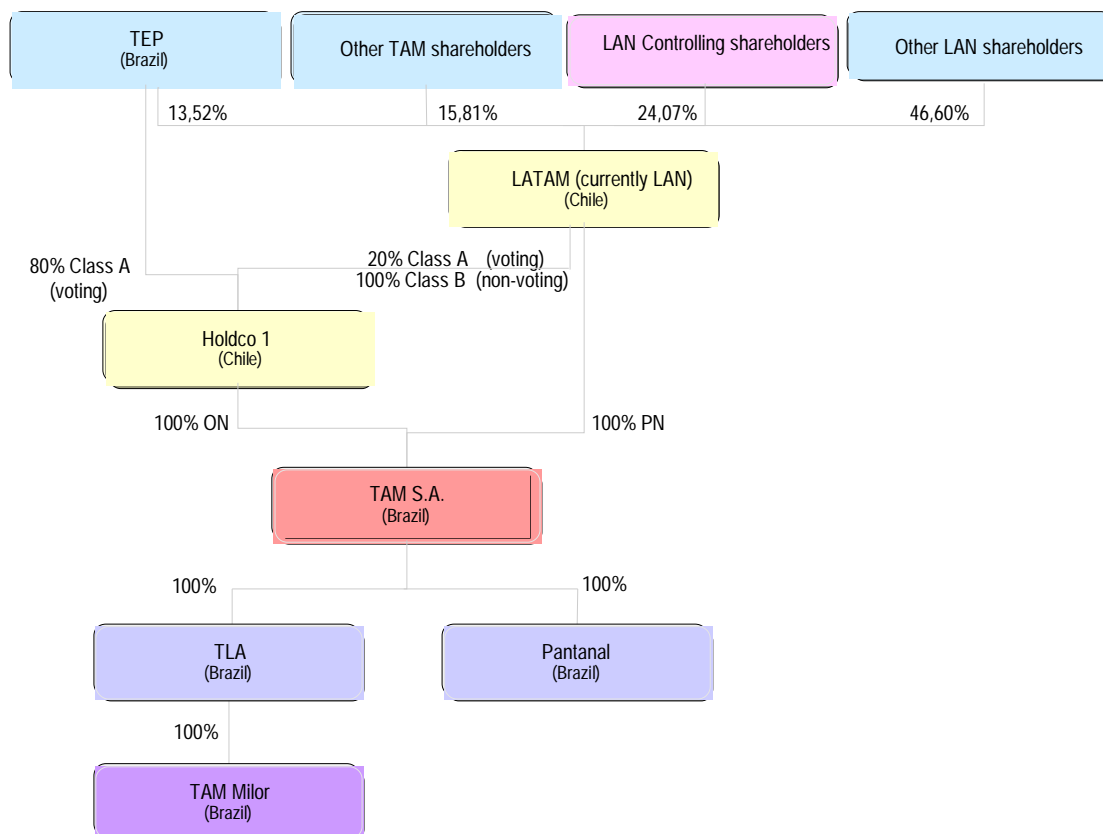 TEP
(Brazil)
Other TAM shareholders
LAN Controlling shareholders
Other LAN shareholders
13,52%
15,81%
24,07%
46,60%
LATAM (currently LAN)
(Chile)
80% Class A
(voting)
20% Class A (voting)
100% Class B (non-voting)
Holdco 1
(Chile)
100% ON
100% PN
TAM S.A.
(Brazil)
100%
100%
TLA
(Brazil)
Pantanal
(Brazil)
100%
TAM Milor
(Brazil)